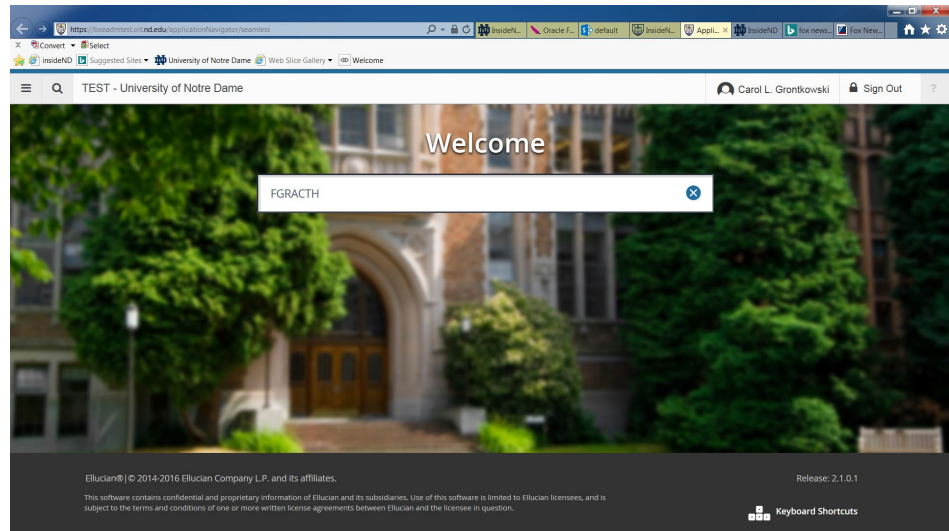 https://bxeadmtest.oit.nd.edu/applicationNavigator/seamless
InsideN... Oracle F... default InsideN... Appli... InsideND fox news... Fox New...
x Convert Select
insideND Suggested Sites University of Notre Dame Web Slice Gallery Welcome
TEST - University of Notre Dame Carol L. Grontkowski Sign Out ?
Welcome
FGRACTH
Ellucian®|© 2014-2016 Ellucian Company L.P. and its affiliates. Release: 2.1.0.1
This software contains confidential and proprietary information of Ellucian and its subsidiaries. Use of this software is limited to Ellucian licensees, and is
subject to the terms and conditions of one or more written license agreements between Ellucian and the licensee in question.
Keyboard Shortcuts